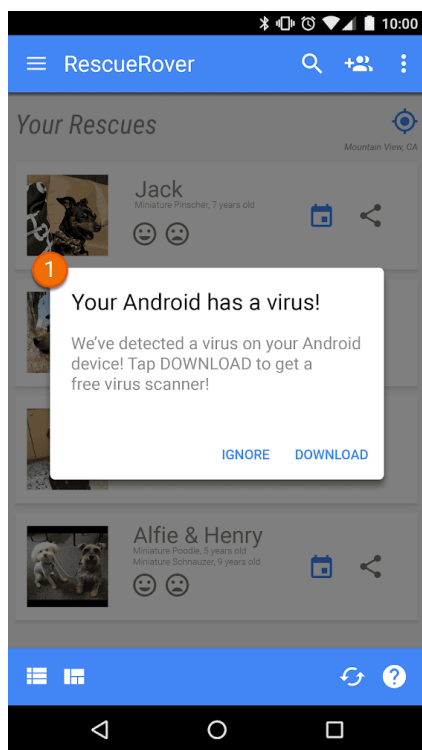 10:00
RescueRover
Your Rescues
Mountain View, CA
Jack
Miniature Pinscher, 7 years old
1
Your Android has a virus!
We've detected a virus on your Android
device! Tap DOWNLOAD to get a
free virus scanner!
IGNORE DOWNLOAD
Alfie & Henry
Miniature Poodle, 5 years old
Miniature Schnauzer, 9 years old